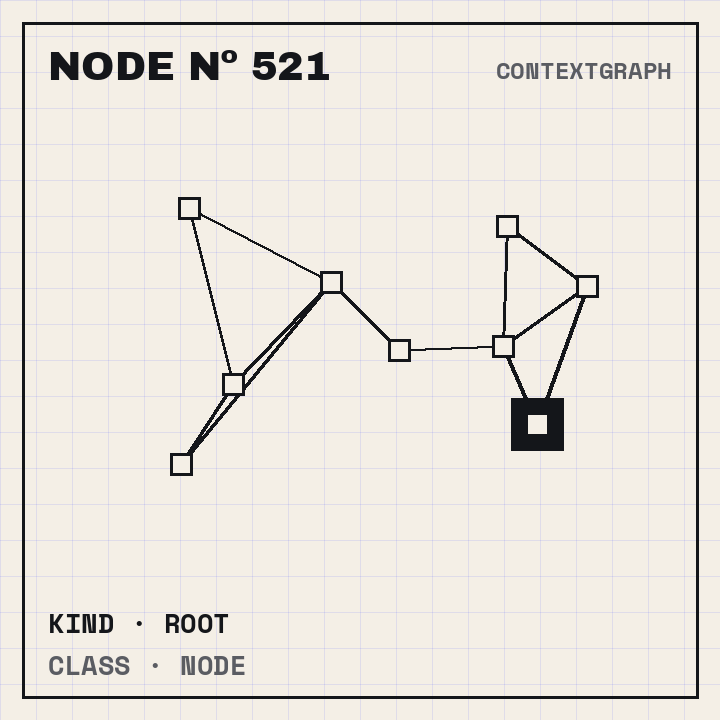 NODE Nº 521
CONTEXTGRAPH
KIND · ROOT
CLASS · NODE